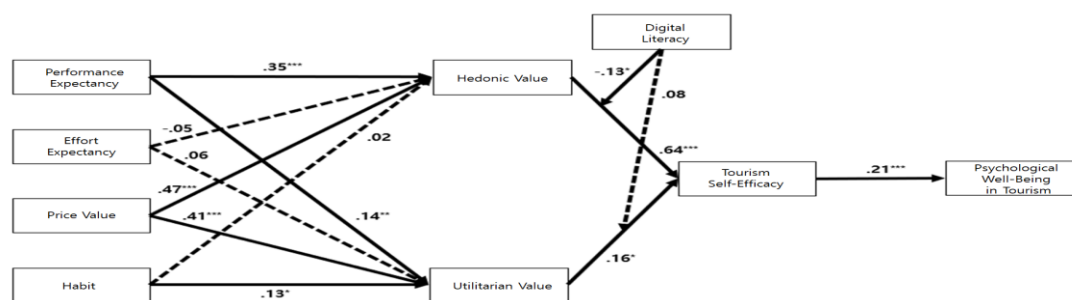 Digital
Literacy
Performance
Expectancy
.35***
Hedonic Value
-.13*
.08
Effort
Expectancy
-.05
.02
.06
.64***
Tourism
Self-Efficacy
.21***
Psychological
Well-Being
in Tourism
.47***
Price Value
.41***
.14**
.16*
Habit
.13*
Utilitarian Value